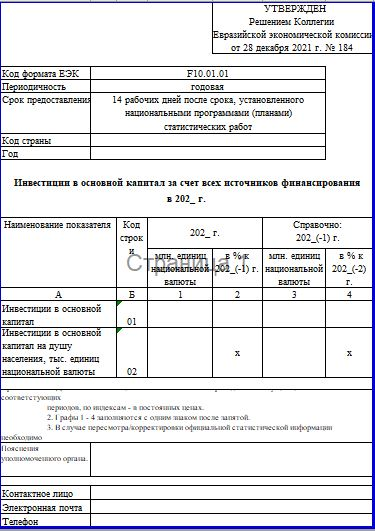 УТВЕРЖДЕН
Решением Коллегии
Евразийской экономической комиссии
от 28 декабря 2021 г. № 184
Код формата ЕЭК F10.01.01
Периодичность годовая
Срок предоставления 14 рабочих дней после срока, установленного
национальными программами (планами)
статистических работ
Код страны
Год
Инвестиции в основной капитал за счет всех источников финансирования
в 202_ г.
Наименование показателя Код строки 202_ г. Справочно:
202_(-1) г.
млн. единиц национальной валюты в % к 202_(-1) г. млн. единиц национальной валюты в % к 202_(-2) г.
Страница 1
А Б 1 2 3 4
Инвестиции в основной
капитал 01
Инвестиции в основной
капитал на душу
населения, тыс. единиц х х
национальной валюты 02
соответстующих
периодов, по индексам - в постоянных ценах.
2. Графы 1 - 4 заполняются с одним знаком после запятой.
3. В случае пересмотра/корректировки официальной статистической информации
необходимо
Пояснения
уполномоченного органа.
Контактное лицо
Электронная почта
Телефон